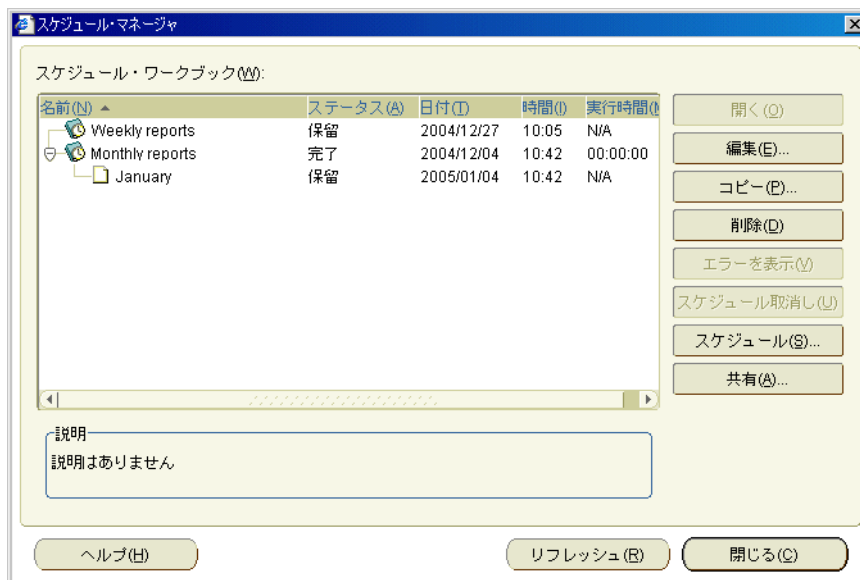 スケジュール・マネージャ
スケジュール・ワークブック(W):
名前(N) ステータス(A) 日付(T) 時間(I) 実行時間(
Weekly reports 保留 2004/12/27 10:05 N/A
Monthly reports 完了 2004/12/04 10:42 00:00:00
January 保留 2005/01/04 10:42 N/A
開く(O)
編集(E)...
コピー(P)...
削除(D)
エラーを表示(V)
スケジュール取消し(U)
スケジュール(S)...
共有(A)...
説明
説明はありません
ヘルプ(H) リフレッシュ(R) 閉じる(C)